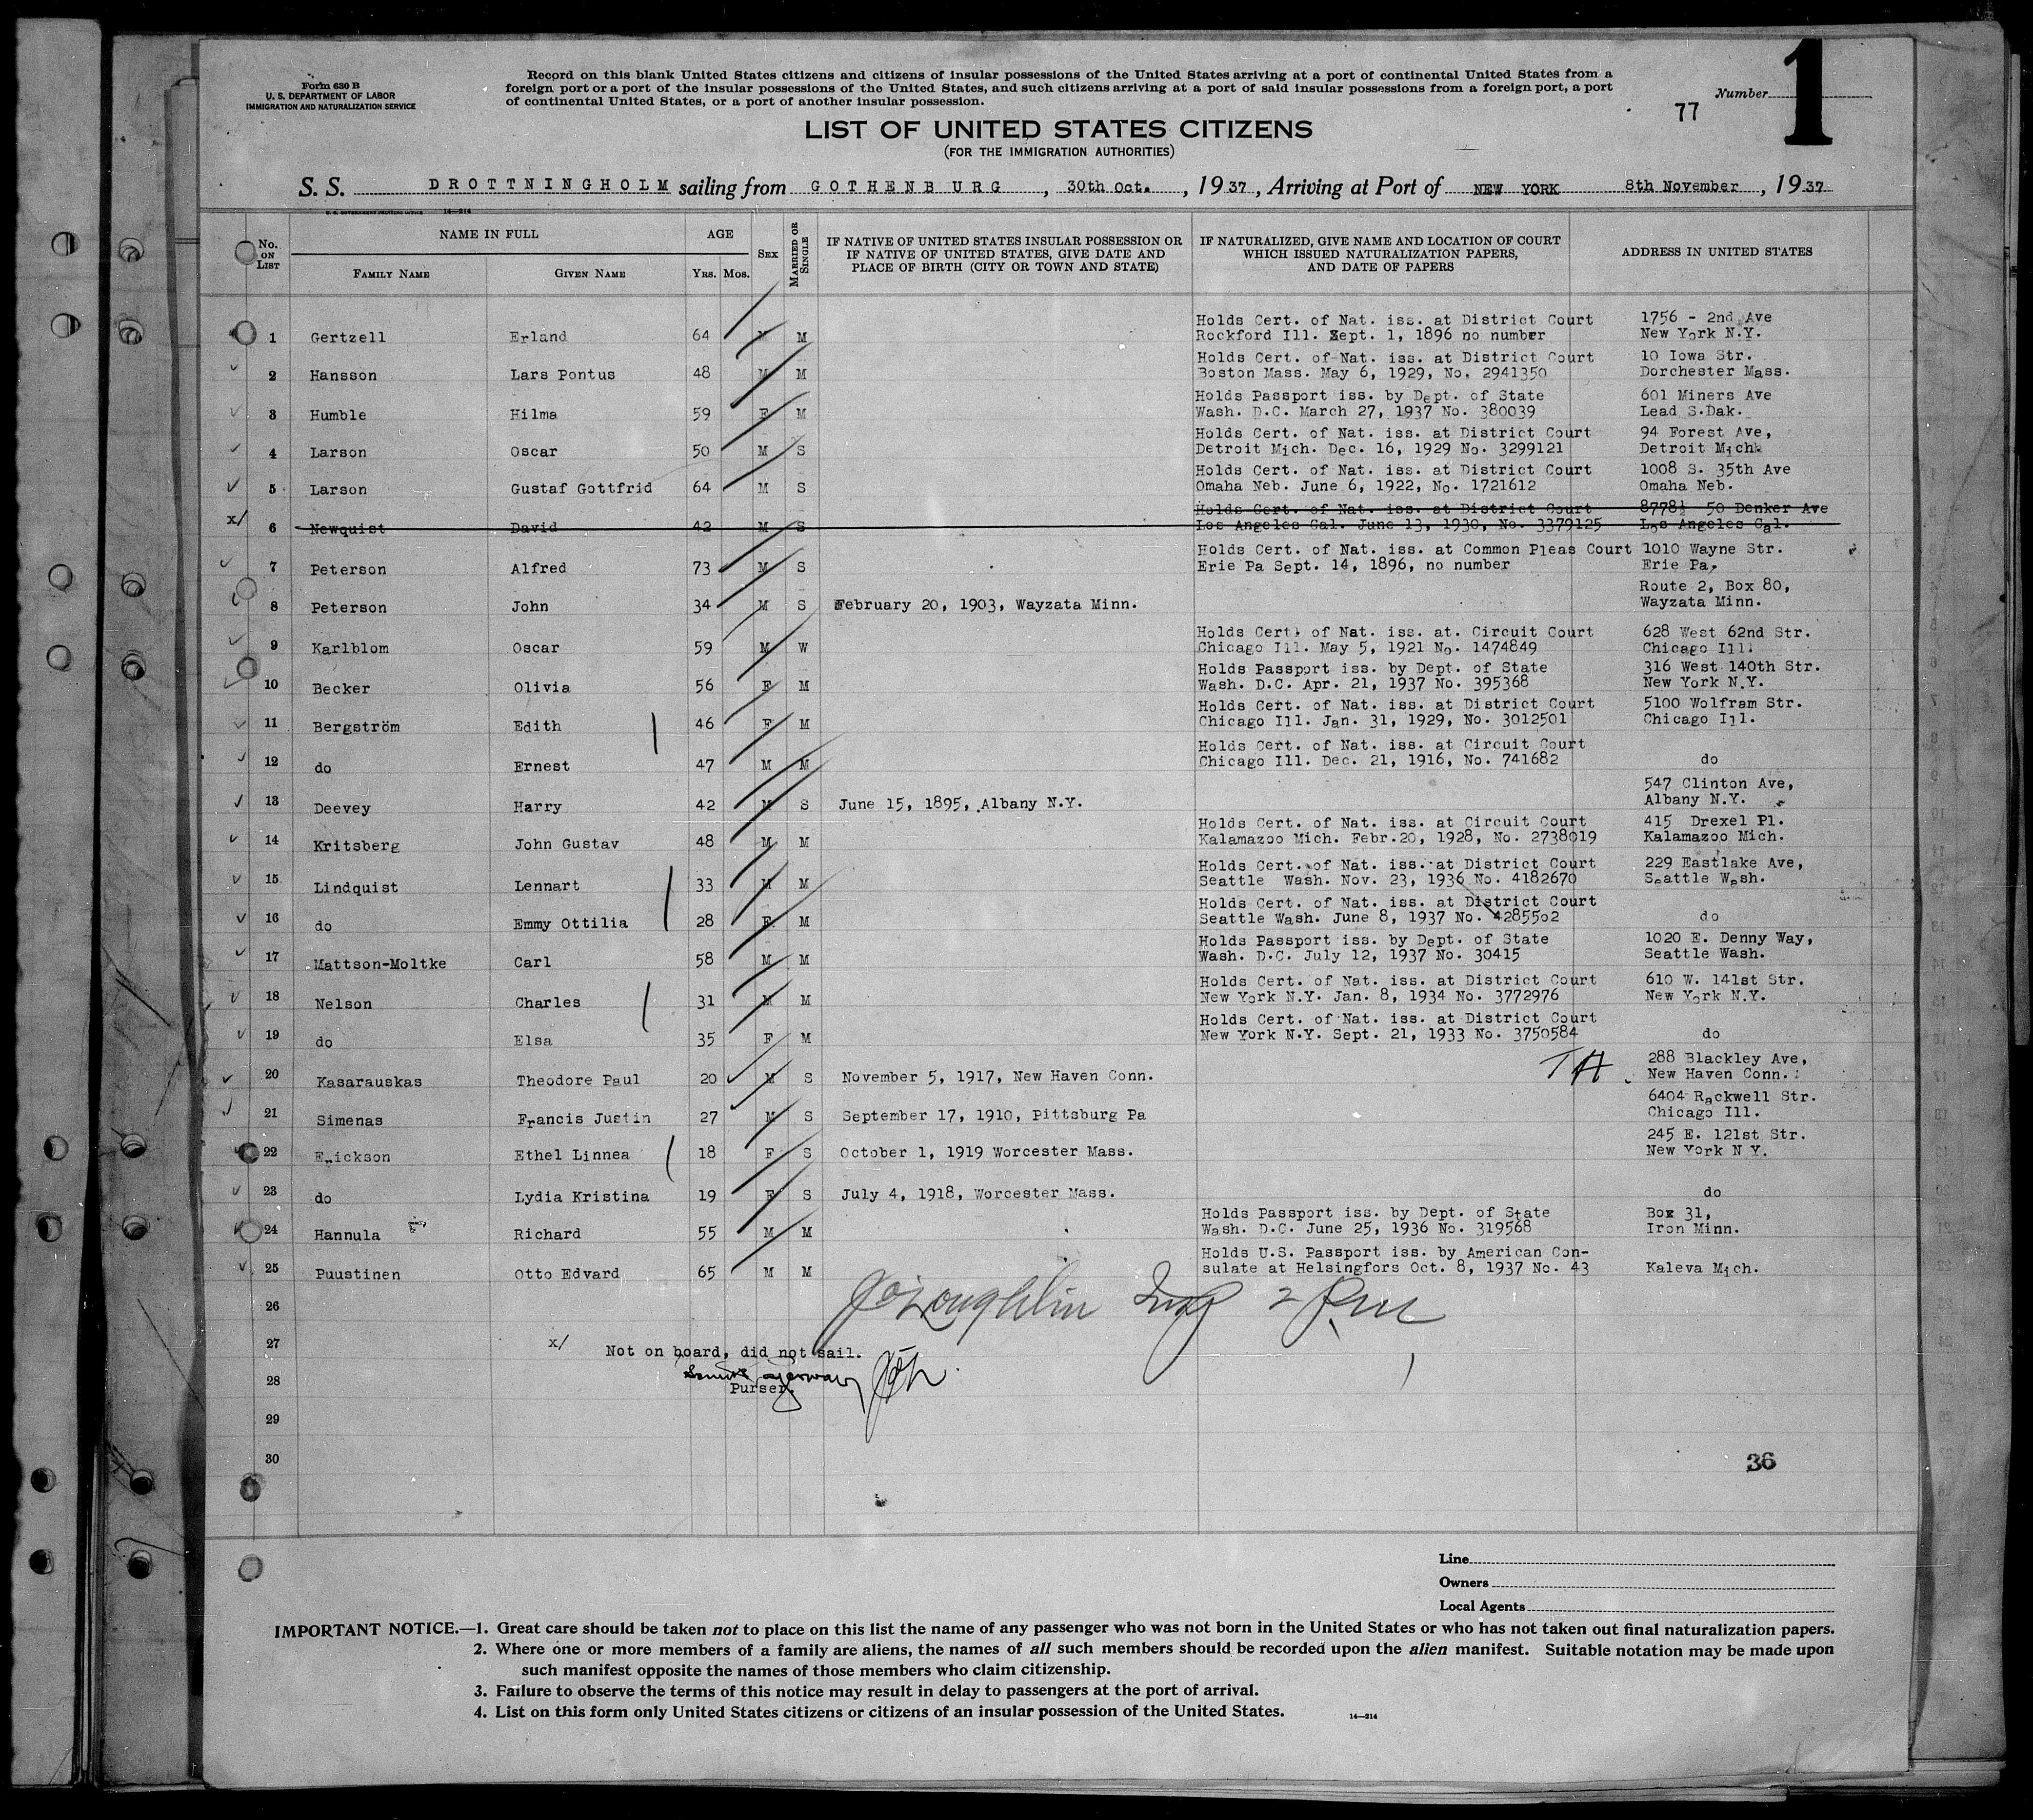 Form 630 B
U. S. DEPARTMENT OF LABOR
IMMIGRATION AND NATURALIZATION SERVICE
Record on this blank United States citizens and citizens of insular possessions of the United States arriving at a port of continental United States from a
foreign port or a port of the insular possessions of the United States, and such citizens arriving at a port of said insular possessions from a foreign port, a port
of continental United States, or a port of another insular possession.
Number 1
77
LIST OF UNITED STATES CITIZENS
(FOR THE IMMIGRATION AUTHORITIES)
S. S. DROTTNINGHOLM sailing from GOTHENBURG, 30th Oct., 1937, Arriving at Port of NEW YORK 8th November, 1937
U. S. GOVERNMENT PRINTING OFFICE 14—214
No. ON LIST
NAME IN FULL
FAMILY NAME
GIVEN NAME
AGE
YRS. MOS.
SEX
MARRIED OR SINGLE
IF NATIVE OF UNITED STATES INSULAR POSSESSION OR
IF NATIVE OF UNITED STATES, GIVE DATE AND
PLACE OF BIRTH (CITY OR TOWN AND STATE)
IF NATURALIZED, GIVE NAME AND LOCATION OF COURT
WHICH ISSUED NATURALIZATION PAPERS,
AND DATE OF PAPERS
ADDRESS IN UNITED STATES
Holds Cert. of Nat. iss. at District Court 1756 - 2nd Ave
1 Gertzell Erland 64 M M Rockford Ill. Sept. 1, 1896 no number New York N.Y.
Holds Cert. of Nat. iss. at District Court 10 Iowa Str.
2 Hansson Lars Pontus 48 M M Boston Mass. May 6, 1929, No. 2941350 Dorchester Mass.
Holds Passport iss. by Dept. of State 601 Miners Ave
3 Humble Hilma 59 F M Wash. D.C. March 27, 1937 No. 380039 Lead S.Dak.
Holds Cert. of Nat. iss. at District Court 94 Forest Ave,
4 Larson Oscar 50 M S Detroit Mich. Dec. 16, 1929 No. 3299121 Detroit Mich.
Holds Cert. of Nat. iss. at District Court 1008 S. 35th Ave
5 Larson Gustaf Gottfrid 64 M S Omaha Neb. June 6, 1922, No. 1721612 Omaha Neb.
Holds Cert. of Nat. iss. at District Court 8778½ 50 Denker Ave
x/ 6 Newquist David 42 M S Los Angeles Cal. June 13, 1930, No. 3379125 Los Angeles Cal.
Holds Cert. of Nat. iss. at Common Pleas Court 1010 Wayne Str.
7 Peterson Alfred 73 M S Erie Pa Sept. 14, 1896, no number Erie Pa.
Route 2, Box 80,
8 Peterson John 34 M S February 20, 1903, Wayzata Minn. Wayzata Minn.
Holds Cert. of Nat. iss. at. Circuit Court 628 West 62nd Str.
9 Karlblom Oscar 59 M W Chicago Ill. May 5, 1921 No. 1474849 Chicago Ill.
Holds Passport iss. by Dept. of State 316 West 140th Str.
10 Becker Olivia 56 F M Wash. D.C. Apr. 21, 1937 No. 395368 New York N.Y.
Holds Cert. of Nat. iss. at District Court 5100 Wolfram Str.
11 Bergström Edith 46 F M Chicago Ill. Jan. 31, 1929, No. 3012501 Chicago Ill.
Holds Cert. of Nat. iss. at Circuit Court
12 do Ernest 47 M M Chicago Ill. Dec. 21, 1916, No. 741682 do
547 Clinton Ave,
13 Deevey Harry 42 M S June 15, 1895, Albany N.Y. Albany N.Y.
Holds Cert. of Nat. iss. at Circuit Court 415 Drexel Pl.
14 Kritsberg John Gustav 48 M M Kalamazoo Mich. Febr.20, 1928, No. 2738019 Kalamazoo Mich.
Holds Cert. of Nat. iss. at District Court 229 Eastlake Ave,
15 Lindquist Lennart 33 M M Seattle Wash. Nov. 23, 1936 No. 4182670 Seattle Wash.
Holds Cert. of Nat. iss. at District Court
16 do Emmy Ottilia 28 F M Seattle Wash. June 8, 1937 No. 4285502 do
Holds Passport iss. by Dept. of State 1020 E. Denny Way,
17 Mattson-Moltke Carl 58 M M Wash. D.C. July 12, 1937 No. 30415 Seattle Wash.
Holds Cert. of Nat. iss. at District Court 610 W. 141st Str.
18 Nelson Charles 31 M M New York N.Y. Jan. 8, 1934 No. 3772976 New York N.Y.
Holds Cert. of Nat. iss. at District Court
19 do Elsa 35 F M New York N.Y. Sept. 21, 1933 No. 3750584 do
288 Blackley Ave,
20 Kasarauskas Theodore Paul 20 M S November 5, 1917, New Haven Conn. New Haven Conn.
6404 Rockwell Str.
21 Simenas Francis Justin 27 M S September 17, 1910, Pittsburg Pa Chicago Ill.
245 E. 121st Str.
22 Erickson Ethel Linnea 18 F S October 1, 1919 Worcester Mass. New York N Y.
23 do Lydia Kristina 19 F S July 4, 1918, Worcester Mass. do
Holds Passport iss. by Dept. of State Box 31,
24 Hannula Richard 55 M M Wash. D.C. June 25, 1936 No. 319568 Iron Minn.
Holds U.S. Passport iss. by American Con-
25 Puustinen Otto Edvard 65 M M sulate at Helsingfors Oct. 8, 1937 No. 43 Kaleva Mich.
26
27 x/ Not on board, did not sail.
28 Purser.
29
30
36
Line
Owners
Local Agents
IMPORTANT NOTICE.—1. Great care should be taken not to place on this list the name of any passenger who was not born in the United States or who has not taken out final naturalization papers.
2. Where one or more members of a family are aliens, the names of all such members should be recorded upon the alien manifest. Suitable notation may be made upon
such manifest opposite the names of those members who claim citizenship.
3. Failure to observe the terms of this notice may result in delay to passengers at the port of arrival.
4. List on this form only United States citizens or citizens of an insular possession of the United States. 14—214